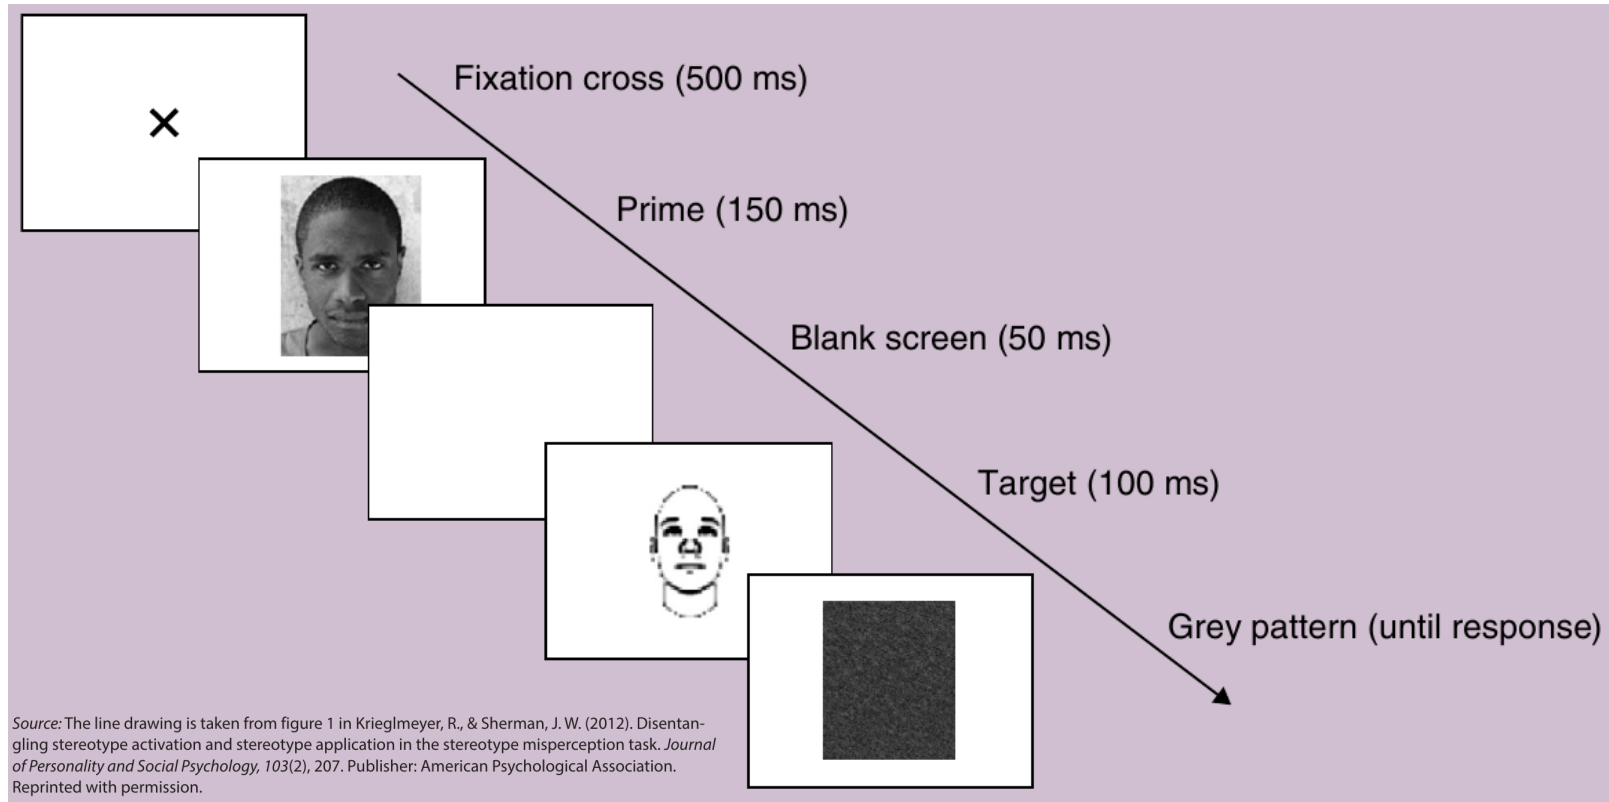 Fixation cross (500 ms)
Prime (150 ms)
Blank screen (50 ms)
Target (100 ms)
Grey pattern (until response)
Source: The line drawing is taken from figure 1 in Krieglmeyer, R., & Sherman, J. W. (2012). Disentan-
gling stereotype activation and stereotype application in the stereotype misperception task. Journal
of Personality and Social Psychology, 103(2), 207. Publisher: American Psychological Association.
Reprinted with permission.